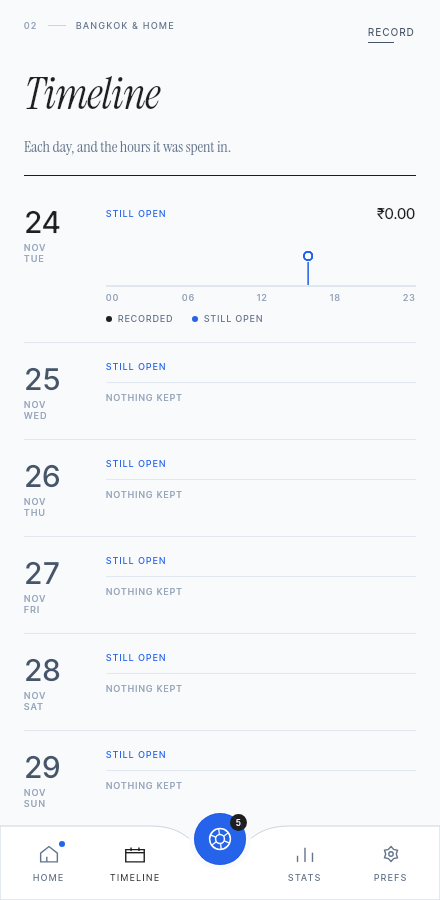 02 BANGKOK & HOME
RECORD
Timeline
Each day, and the hours it was spent in.
24
NOV
TUE
STILL OPEN
₹0.00
00 06 12 18 23
RECORDED STILL OPEN
25
NOV
WED
STILL OPEN
NOTHING KEPT
26
NOV
THU
STILL OPEN
NOTHING KEPT
27
NOV
FRI
STILL OPEN
NOTHING KEPT
28
NOV
SAT
STILL OPEN
NOTHING KEPT
29
NOV
SUN
STILL OPEN
NOTHING KEPT
5
HOME TIMELINE STATS PREFS